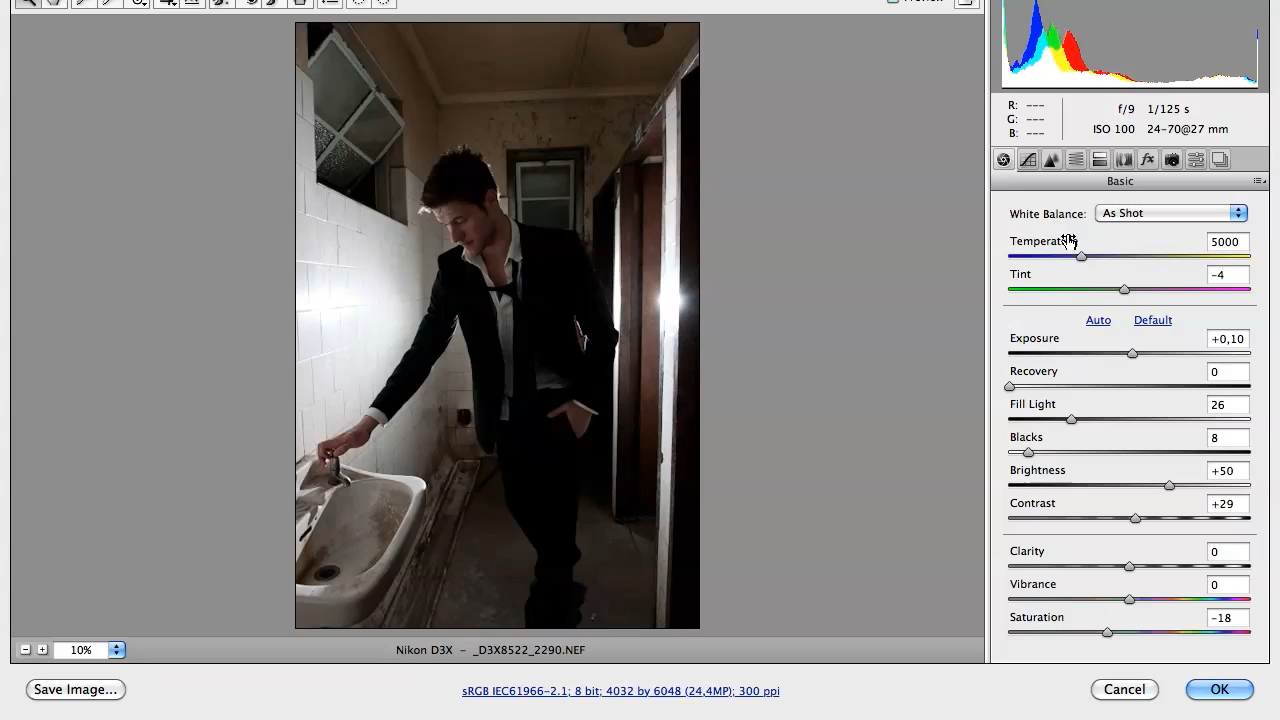 R: ---
G: ---
B: ---
f/9 1/125 s
ISO 100 24-70@27 mm
fx
Basic
White Balance: As Shot
5000
Tint -4
Auto Default
Exposure +0,10
Recovery 0
Fill Light 26
Blacks 8
Brightness +50
Contrast +29
Clarity 0
Vibrance 0
Saturation -18
10% Nikon D3X - _D3X8522_2290.NEF
Save Image... sRGB IEC61966-2.1; 8 bit; 4032 by 6048 (24,4MP); 300 ppi Cancel OK